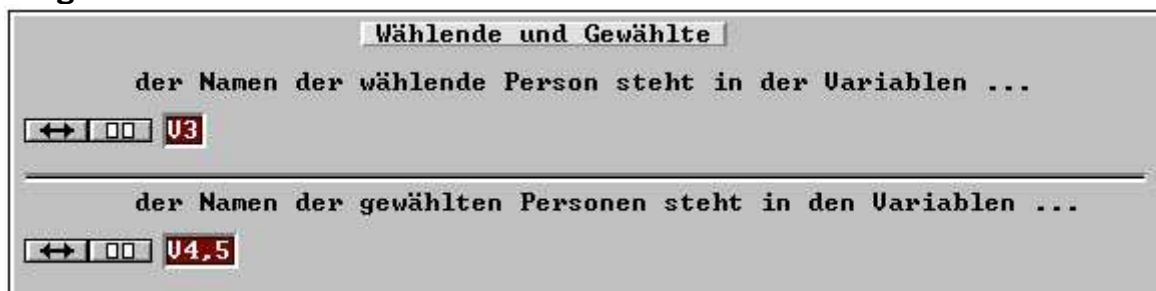 Wählende und Gewählte
der Namen der wählende Person steht in der Variablen ...
V3
der Namen der gewählten Personen steht in den Variablen ...
V4,5